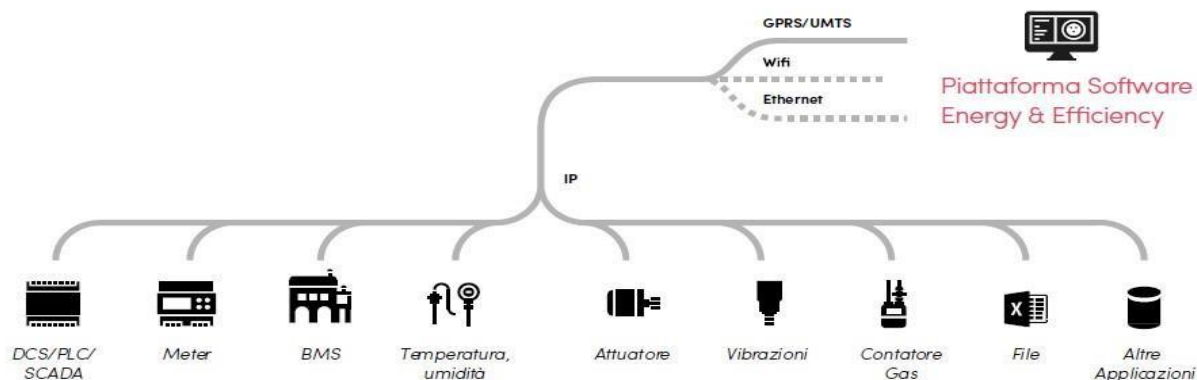 GPRS/UMTS
Wifi
Ethernet
Piattaforma Software
Energy & Efficiency
IP
DCS/PLC/
SCADA
Meter
BMS
Temperatura,
umidità
Attuatore
Vibrazioni
Contatore
Gas
X
File
Altre
Applicazioni